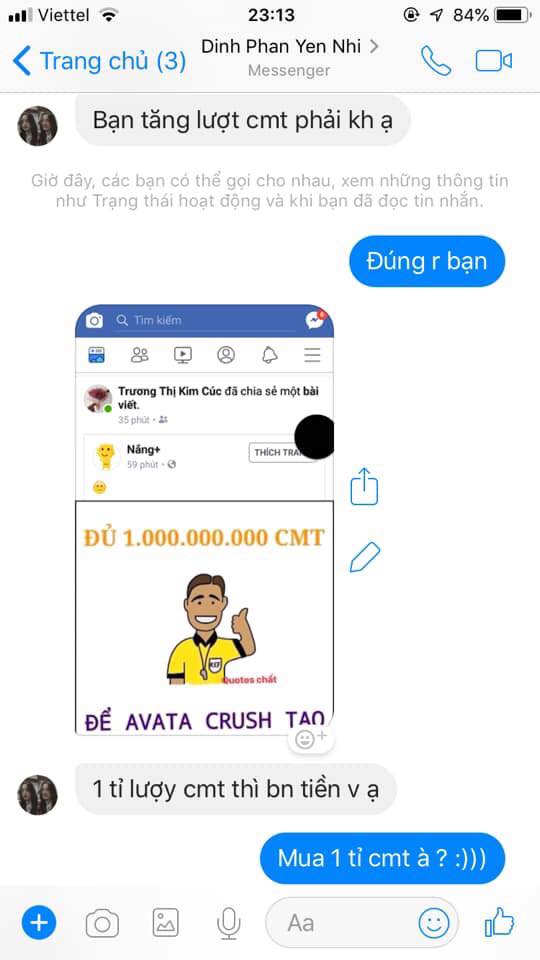 Viettel
23:13
84%
Trang chủ (3)
Dinh Phan Yen Nhi
Messenger
Bạn tăng lượt cmt phải kh ạ
Giờ đây, các bạn có thể gọi cho nhau, xem những thông tin
như Trạng thái hoạt động và khi bạn đã đọc tin nhắn.
Đúng r bạn
Tìm kiếm
Trương Thị Kim Cúc đã chia sẻ một bài
viết.
35 phút
Nắng+
59 phút
THÍCH
ĐỦ 1.000.000.000 CMT
Quotes chất
ĐỂ AVATA CRUSH TAO
1 tỉ lượy cmt thì bn tiền v ạ
Mua 1 tỉ cmt à ? :)))
Aa